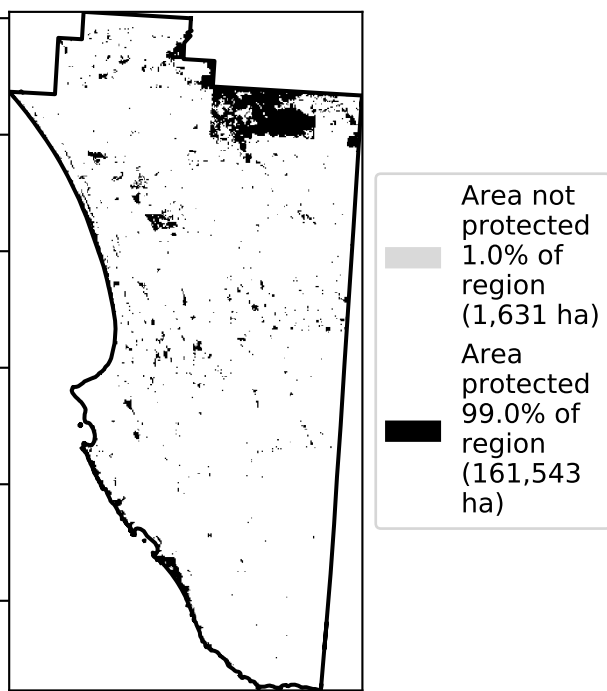 Area not
protected
1.0% of
region
(1,631 ha)
Area
protected
99.0% of
region
(161,543
ha)